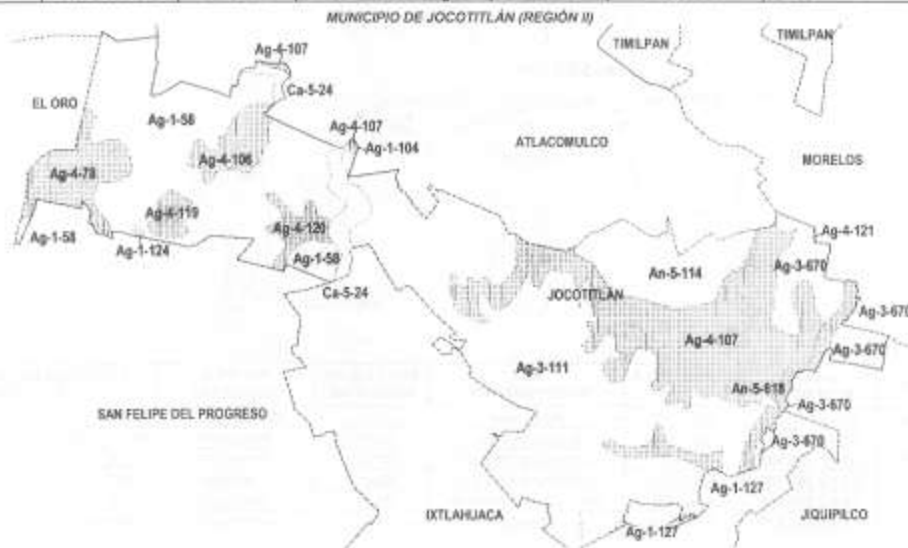 MUNICIPIO DE JOCOTITLÁN (REGIÓN II)
TIMILPAN
TIMILPAN
Ag-4-107
Ca-5-24
EL ORO
Ag-1-58
Ag-4-107
Ag-1-104
ATLACOMULCO
MORELOS
Ag-4-106
Ag-4-78
Ag-4-119
Ag-4-120
Ag-1-58
Ag-1-124
Ag-1-58
Ca-5-24
Ag-4-121
Ag-3-670
An-5-114
JOCOTITLÁN
Ag-3-670
Ag-4-107
Ag-3-670
Ag-3-111
An-5-618
Ag-3-670
SAN FELIPE DEL PROGRESO
Ag-3-670
Ag-1-127
IXTLAHUACA
JIQUIPILCO
Ag-1-127